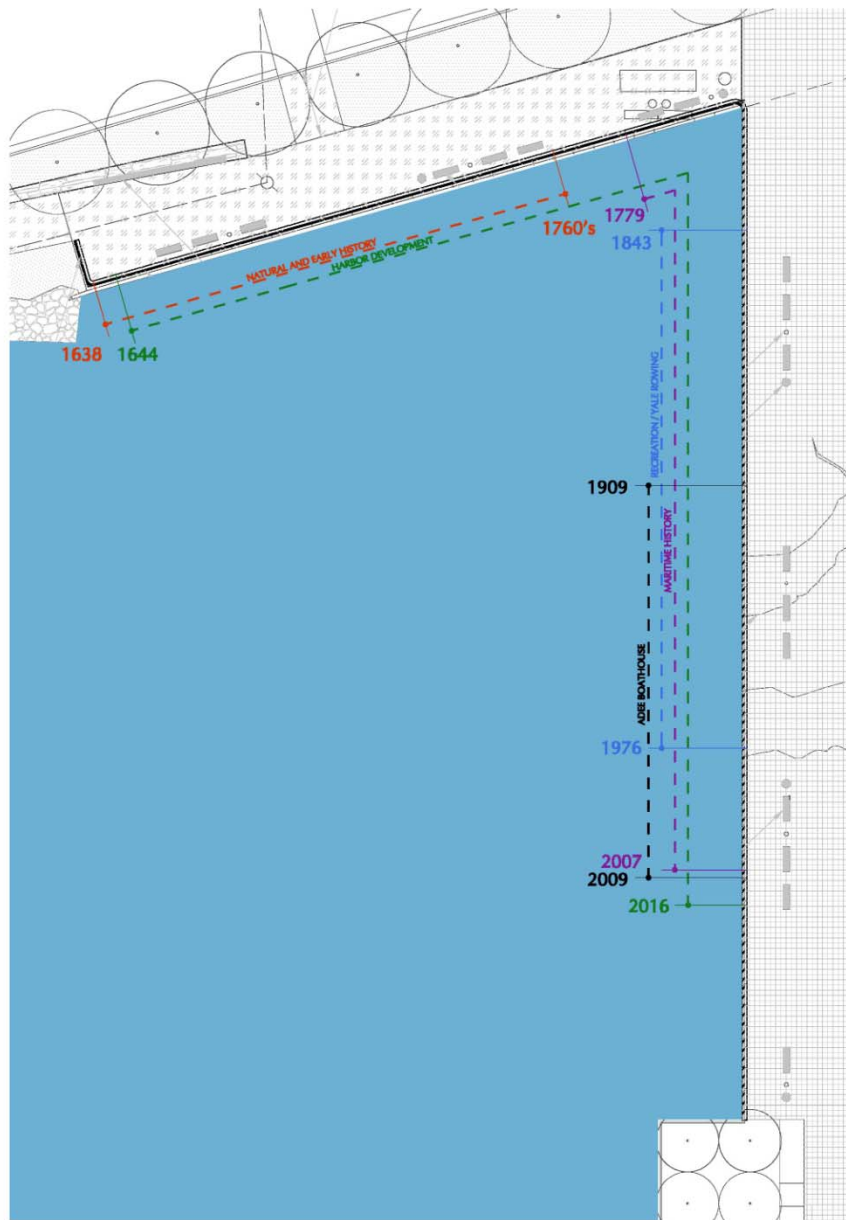 NATURAL AND EARLY HISTORY
HARBOR DEVELOPMENT
1760's
1779
1843
1638
1644
RECREATION / YALE ROWING
1909
MARITIME HISTORY
ADEE BOATHOUSE
1976
2007
2009
2016